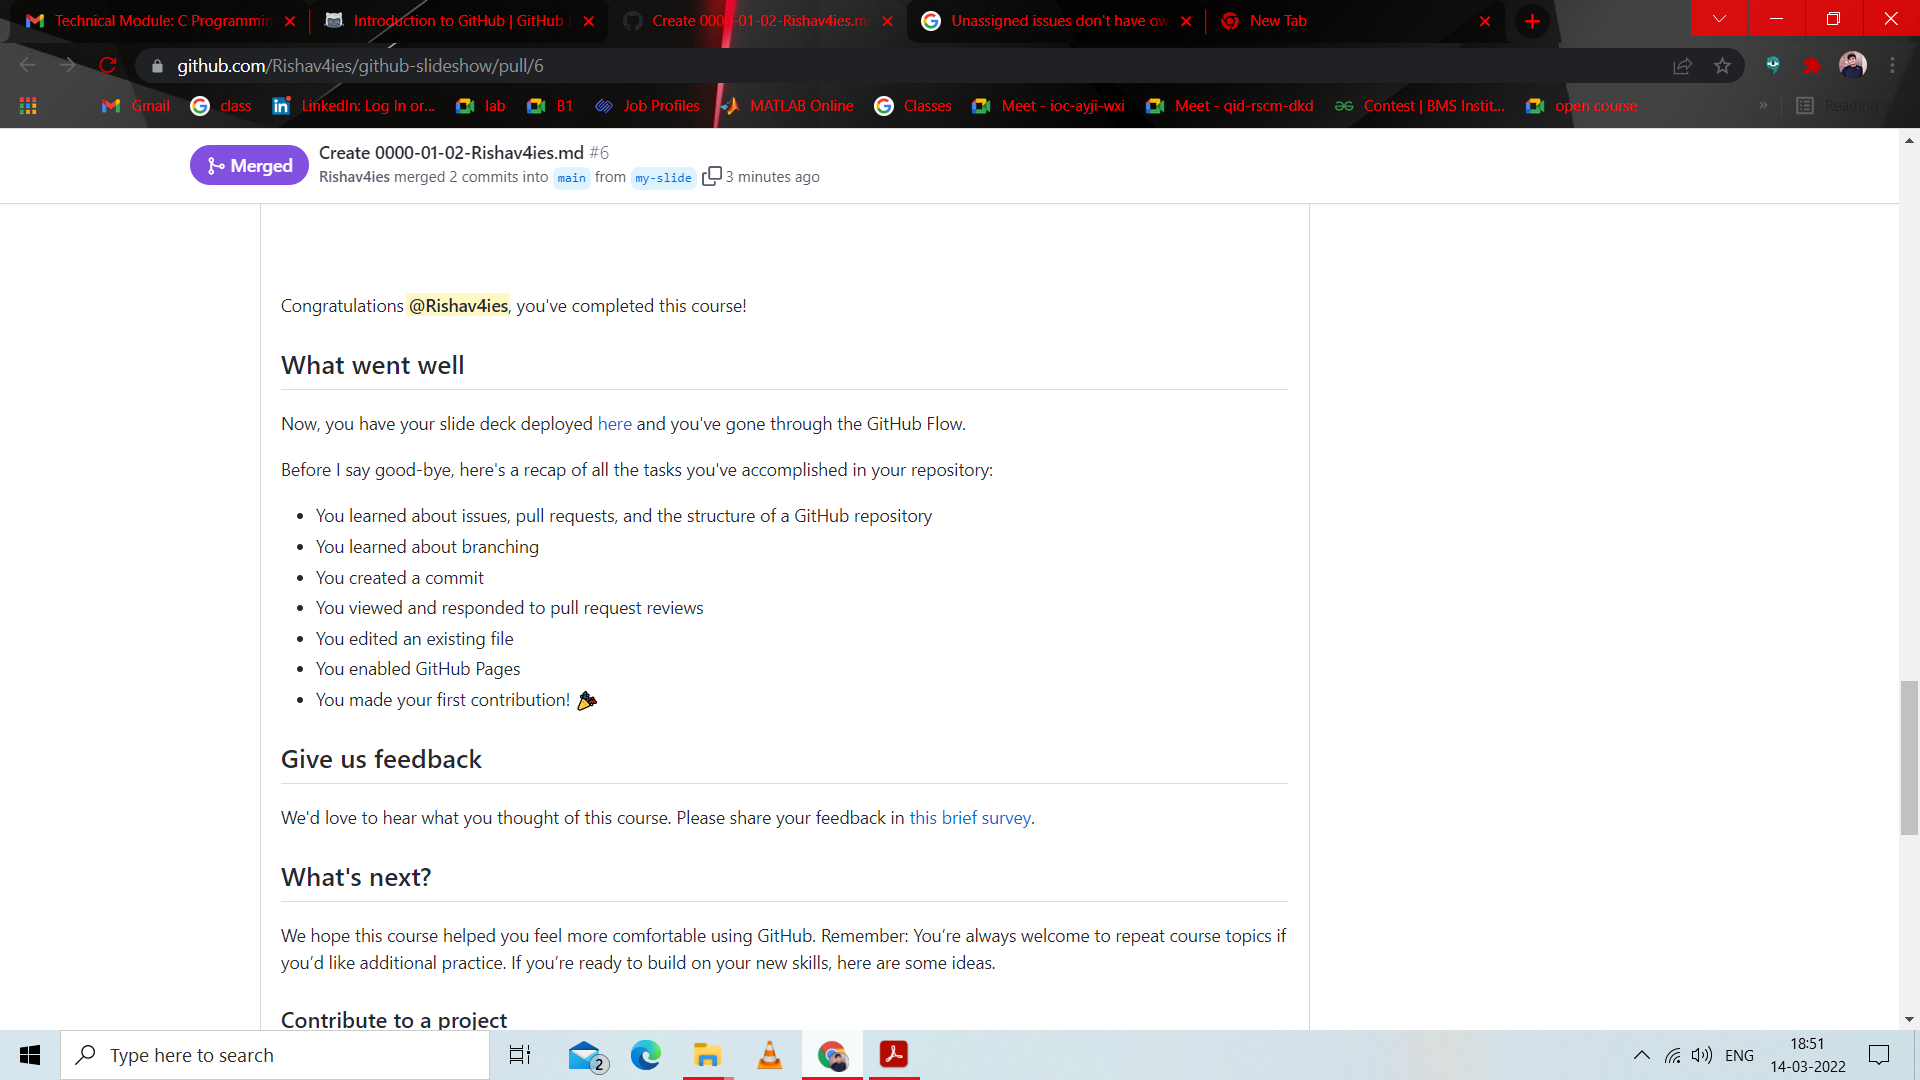 Technical Module: C Programmin
Introduction to GitHub | GitHub
Create 0000-01-02-Rishav4ies.m
Unassigned issues don't have ow
New Tab
github.com/Rishav4ies/github-slideshow/pull/6
Gmail
class
LinkedIn: Log In or...
lab
B1
Job Profiles
MATLAB Online
Classes
Meet - ioc-ayji-wxi
Meet - qid-rscm-dkd
Contest | BMS Instit...
open course
»
Reading
Merged
Create 0000-01-02-Rishav4ies.md #6
Rishav4ies merged 2 commits into main from my-slide 3 minutes ago
Congratulations @Rishav4ies, you've completed this course!
What went well
Now, you have your slide deck deployed here and you've gone through the GitHub Flow.
Before I say good-bye, here's a recap of all the tasks you've accomplished in your repository:
• You learned about issues, pull requests, and the structure of a GitHub repository
• You learned about branching
• You created a commit
• You viewed and responded to pull request reviews
• You edited an existing file
• You enabled GitHub Pages
• You made your first contribution! 🎉
Give us feedback
We'd love to hear what you thought of this course. Please share your feedback in this brief survey.
What's next?
We hope this course helped you feel more comfortable using GitHub. Remember: You’re always welcome to repeat course topics if
you’d like additional practice. If you’re ready to build on your new skills, here are some ideas.
Contribute to a project
Type here to search
2
ENG
18:51
14-03-2022